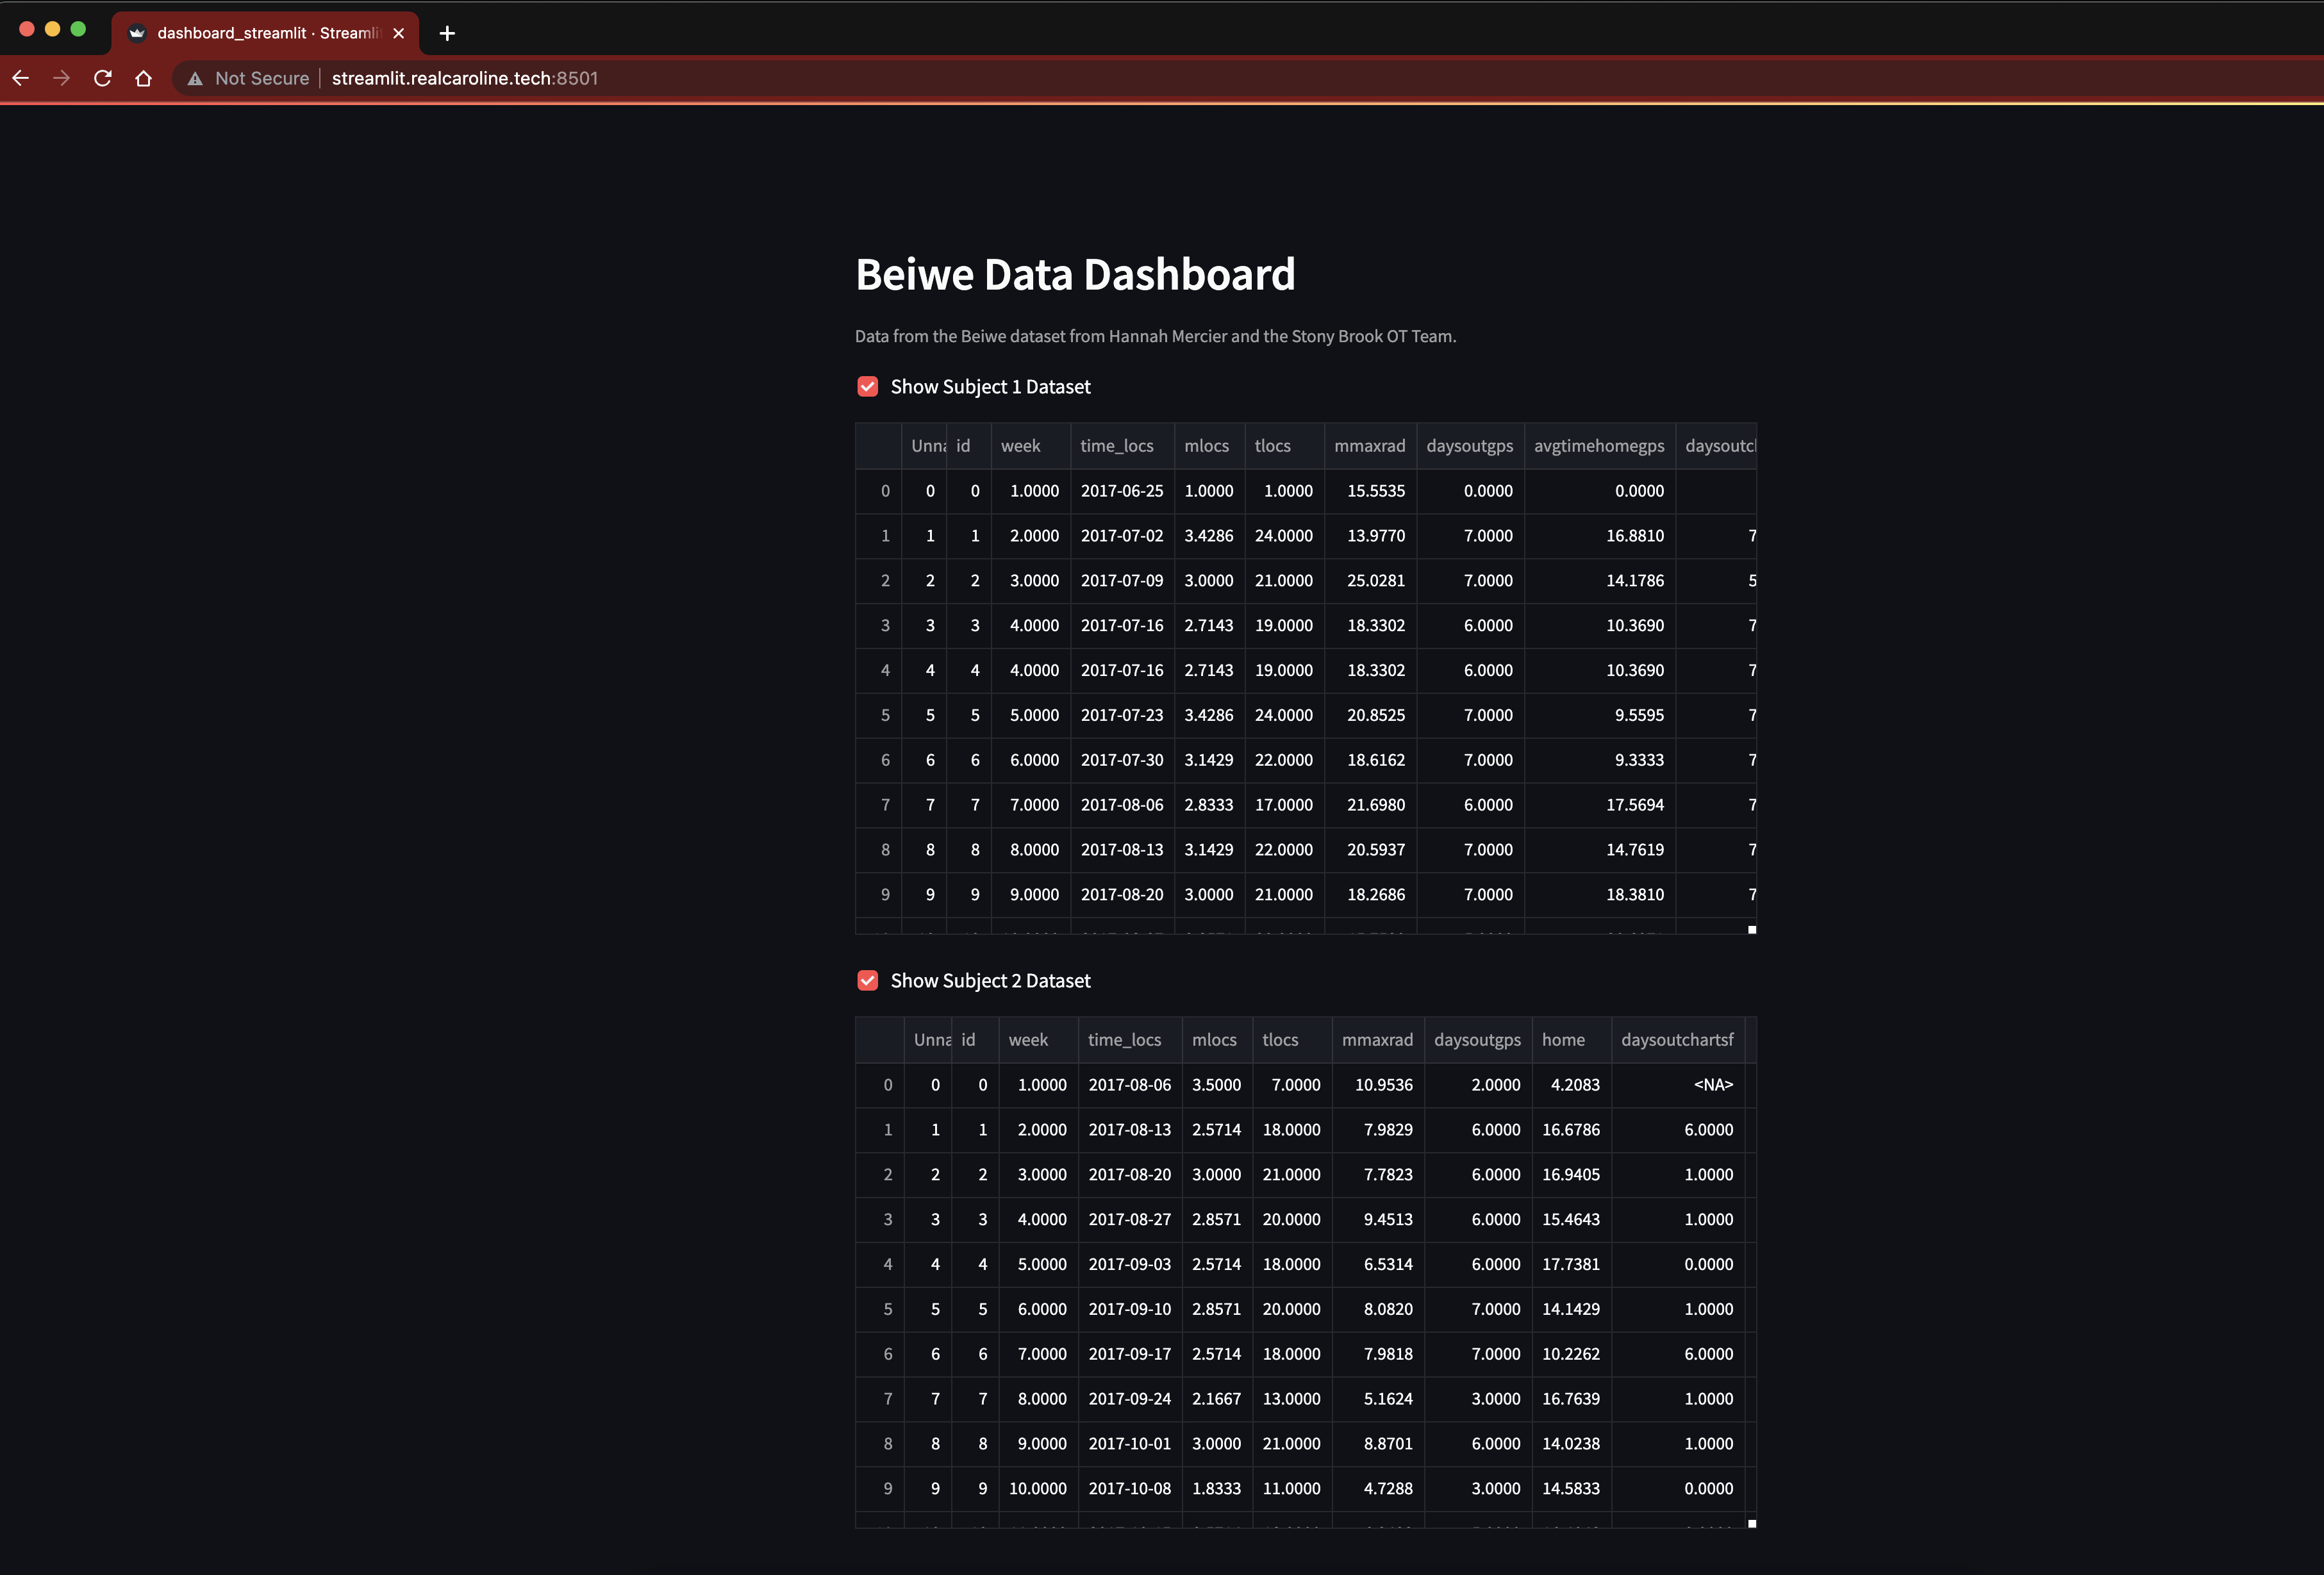 dashboard_streamlit · Streamli
Not Secure streamlit.realcaroline.tech:8501
Beiwe Data Dashboard
Data from the Beiwe dataset from Hannah Mercier and the Stony Brook OT Team.
Show Subject 1 Dataset
Unna id week time_locs mlocs tlocs mmaxrad daysoutgps avgtimehomegps daysoutcl
0 0 0 1.0000 2017-06-25 1.0000 1.0000 15.5535 0.0000 0.0000
1 1 1 2.0000 2017-07-02 3.4286 24.0000 13.9770 7.0000 16.8810 7
2 2 2 3.0000 2017-07-09 3.0000 21.0000 25.0281 7.0000 14.1786 5
3 3 3 4.0000 2017-07-16 2.7143 19.0000 18.3302 6.0000 10.3690 7
4 4 4 4.0000 2017-07-16 2.7143 19.0000 18.3302 6.0000 10.3690 7
5 5 5 5.0000 2017-07-23 3.4286 24.0000 20.8525 7.0000 9.5595 7
6 6 6 6.0000 2017-07-30 3.1429 22.0000 18.6162 7.0000 9.3333 7
7 7 7 7.0000 2017-08-06 2.8333 17.0000 21.6980 6.0000 17.5694 7
8 8 8 8.0000 2017-08-13 3.1429 22.0000 20.5937 7.0000 14.7619 7
9 9 9 9.0000 2017-08-20 3.0000 21.0000 18.2686 7.0000 18.3810 7
Show Subject 2 Dataset
Unna id week time_locs mlocs tlocs mmaxrad daysoutgps home daysoutchartsf
0 0 0 1.0000 2017-08-06 3.5000 7.0000 10.9536 2.0000 4.2083 <NA>
1 1 1 2.0000 2017-08-13 2.5714 18.0000 7.9829 6.0000 16.6786 6.0000
2 2 2 3.0000 2017-08-20 3.0000 21.0000 7.7823 6.0000 16.9405 1.0000
3 3 3 4.0000 2017-08-27 2.8571 20.0000 9.4513 6.0000 15.4643 1.0000
4 4 4 5.0000 2017-09-03 2.5714 18.0000 6.5314 6.0000 17.7381 0.0000
5 5 5 6.0000 2017-09-10 2.8571 20.0000 8.0820 7.0000 14.1429 1.0000
6 6 6 7.0000 2017-09-17 2.5714 18.0000 7.9818 7.0000 10.2262 6.0000
7 7 7 8.0000 2017-09-24 2.1667 13.0000 5.1624 3.0000 16.7639 1.0000
8 8 8 9.0000 2017-10-01 3.0000 21.0000 8.8701 6.0000 14.0238 1.0000
9 9 9 10.0000 2017-10-08 1.8333 11.0000 4.7288 3.0000 14.5833 0.0000